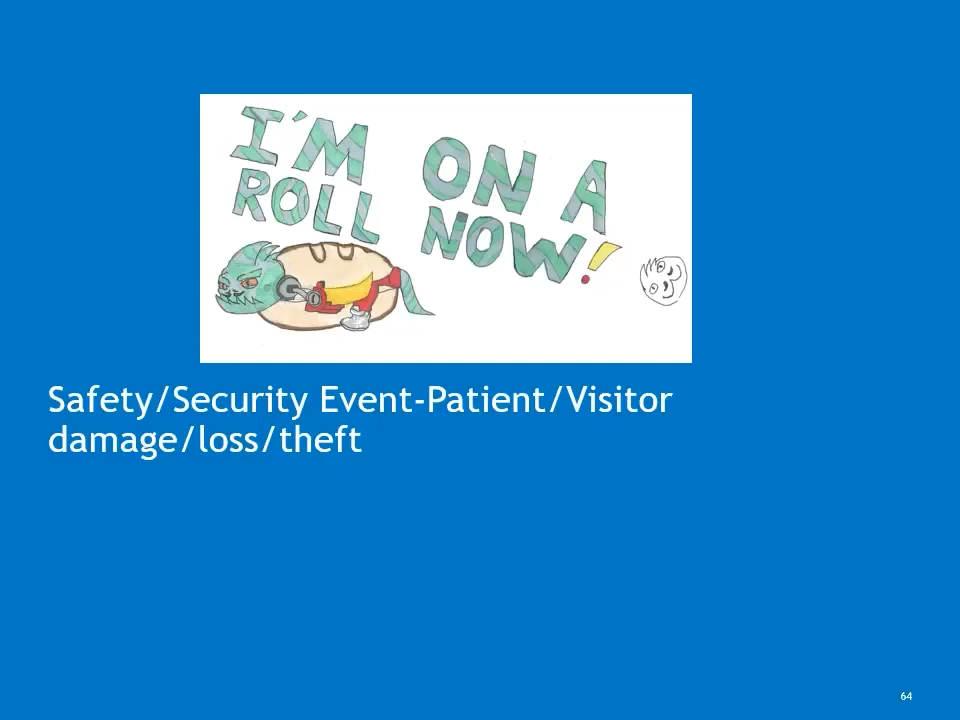 I'M ON A
ROLL NOW!
Safety/Security Event-Patient/Visitor
damage/loss/theft
64